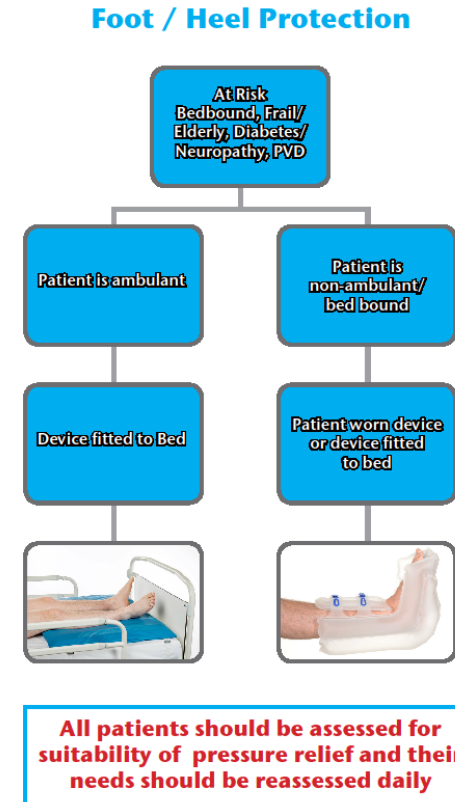 Foot / Heel Protection
At Risk
Bedbound, Frail/
Elderly, Diabetes/
Neuropathy, PVD
Patient is ambulant
Patient is
non-ambulant/
bed bound
Device fitted to Bed
Patient worn device
or device fitted
to bed
All patients should be assessed for
suitability of pressure relief and their
needs should be reassessed daily